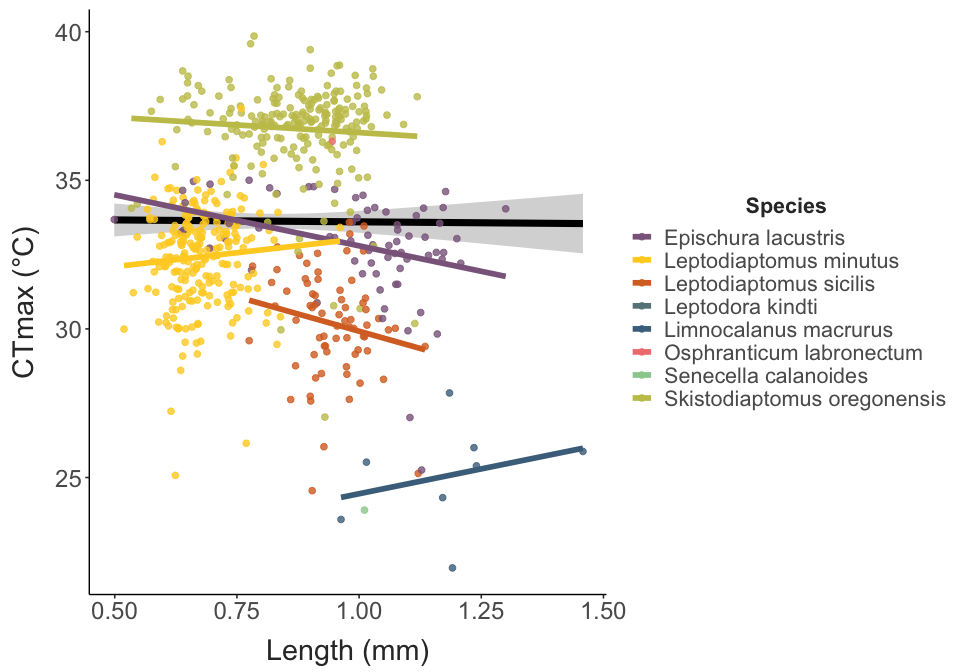 40
35
30
25
CTmax (°C)
0.50 0.75 1.00 1.25 1.50
Length (mm)
Species
Epischura lacustris
Leptodiaptomus minutus
Leptodiaptomus sicilis
Leptodora kindti
Limnocalanus macrurus
Osphranticum labronectum
Senecella calanoides
Skistodiaptomus oregonensis